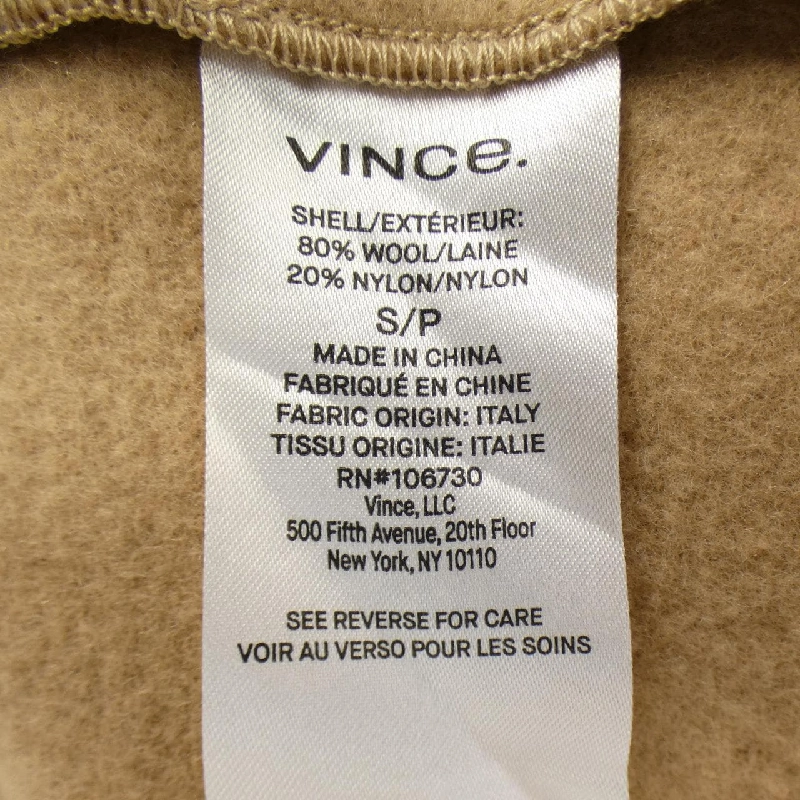 VINCE.
SHELL/EXTÉRIEUR:
80% WOOL/LAINE
20% NYLON/NYLON
S/P
MADE IN CHINA
FABRIQUÉ EN CHINE
FABRIC ORIGIN: ITALY
TISSU ORIGINE: ITALIE
RN#106730
Vince, LLC
500 Fifth Avenue, 20th Floor
New York, NY 10110
SEE REVERSE FOR CARE
VOIR AU VERSO POUR LES SOINS